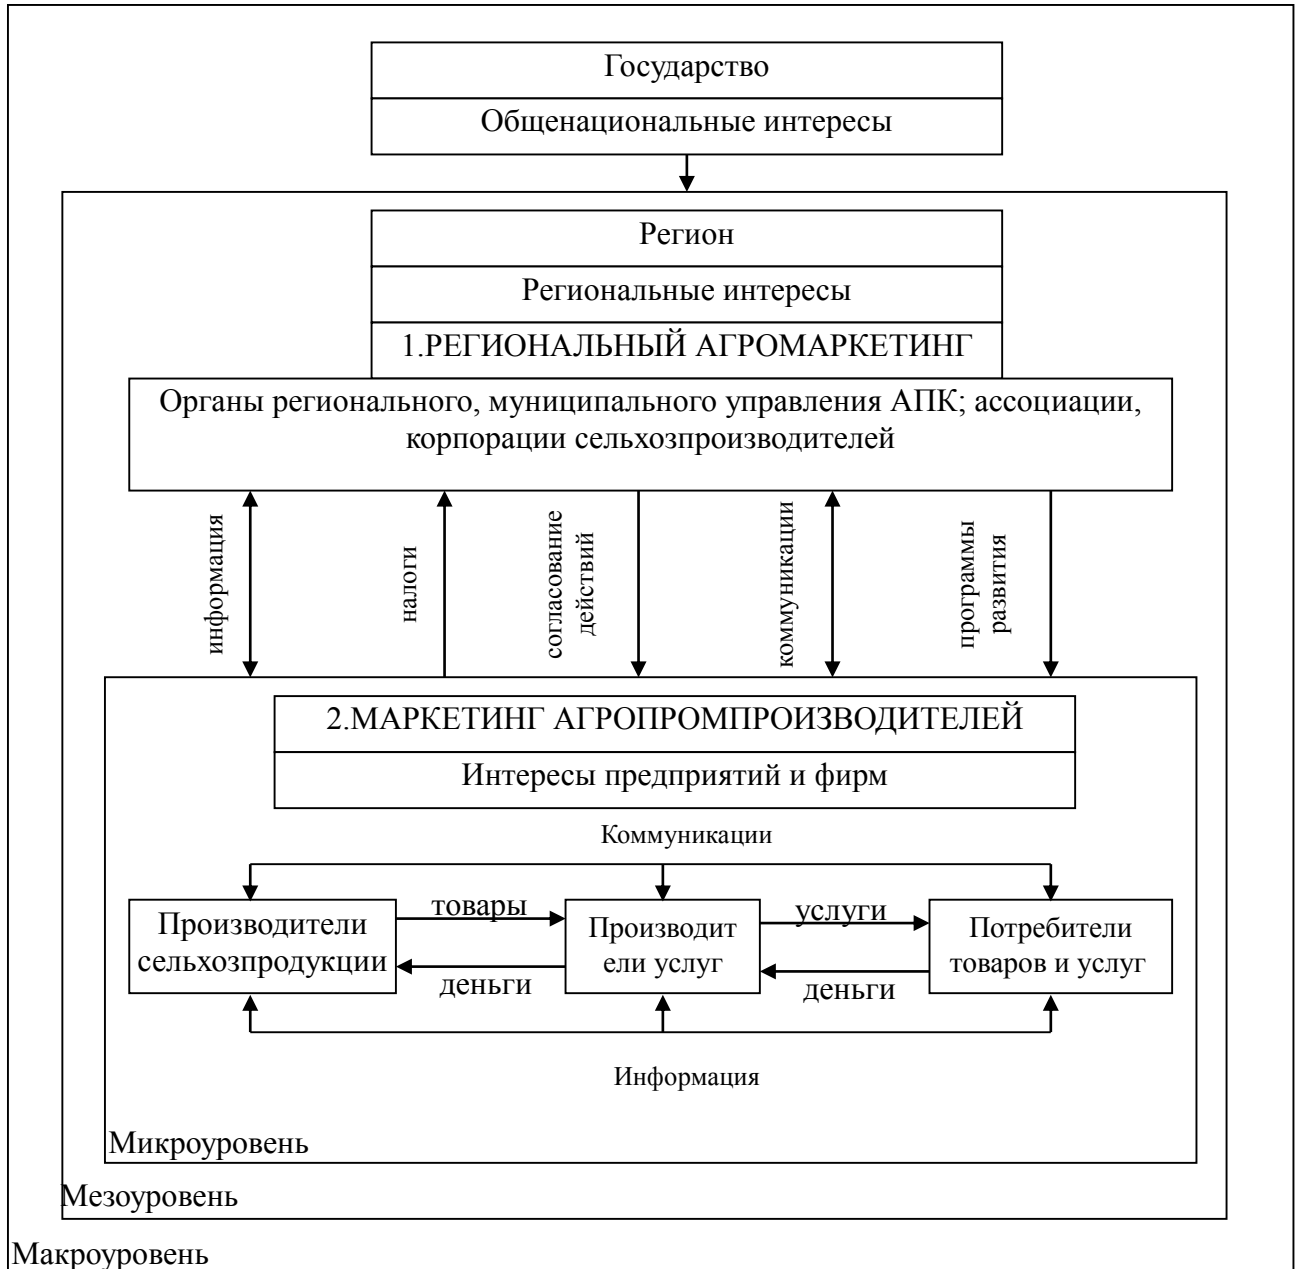 Государство
Общенациональные интересы
Регион
Региональные интересы
1.РЕГИОНАЛЬНЫЙ АГРОМАРКЕТИНГ
Органы регионального, муниципального управления АПК; ассоциации,
корпорации сельхозпроизводителей
информация
налоги
согласование
действий
коммуникации
программы
развития
2.МАРКЕТИНГ АГРОПРОМПРОИЗВОДИТЕЛЕЙ
Интересы предприятий и фирм
Коммуникации
Производители
сельхозпродукции
товары
деньги
Производит
ели услуг
услуги
деньги
Потребители
товаров и услуг
Информация
Микроуровень
Мезоуровень
Макроуровень